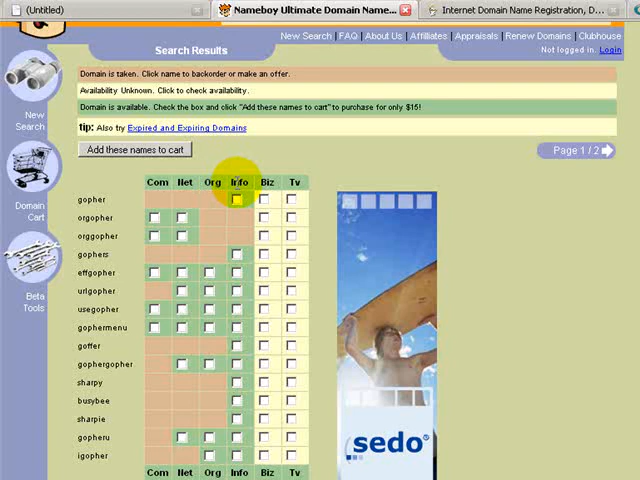 (Untitled)
Nameboy Ultimate Domain Name...
Internet Domain Name Registration, D...
New Search | FAQ | About Us | Affilliates | Appraisals | Renew Domains | Clubhouse
Search Results
Not logged in. Login
Domain is taken. Click name to backorder or make an offer.
Availability Unknown. Click to check availability.
Domain is available. Check the box and click "Add these names to cart" to purchase for only $15!
tip: Also try Expired and Expiring Domains
New
Search
Add these names to cart
Page 1 / 2
Com Net Org Info Biz Tv
gopher
Domain
Cart
orgopher
orggopher
gophers
effgopher
Beta
Tools
urlgopher
usegopher
gophermenu
goffer
gophergopher
sharpy
busybee
sharpie
gopheru
igopher
Com Net Org Info Biz Tv
sedo®